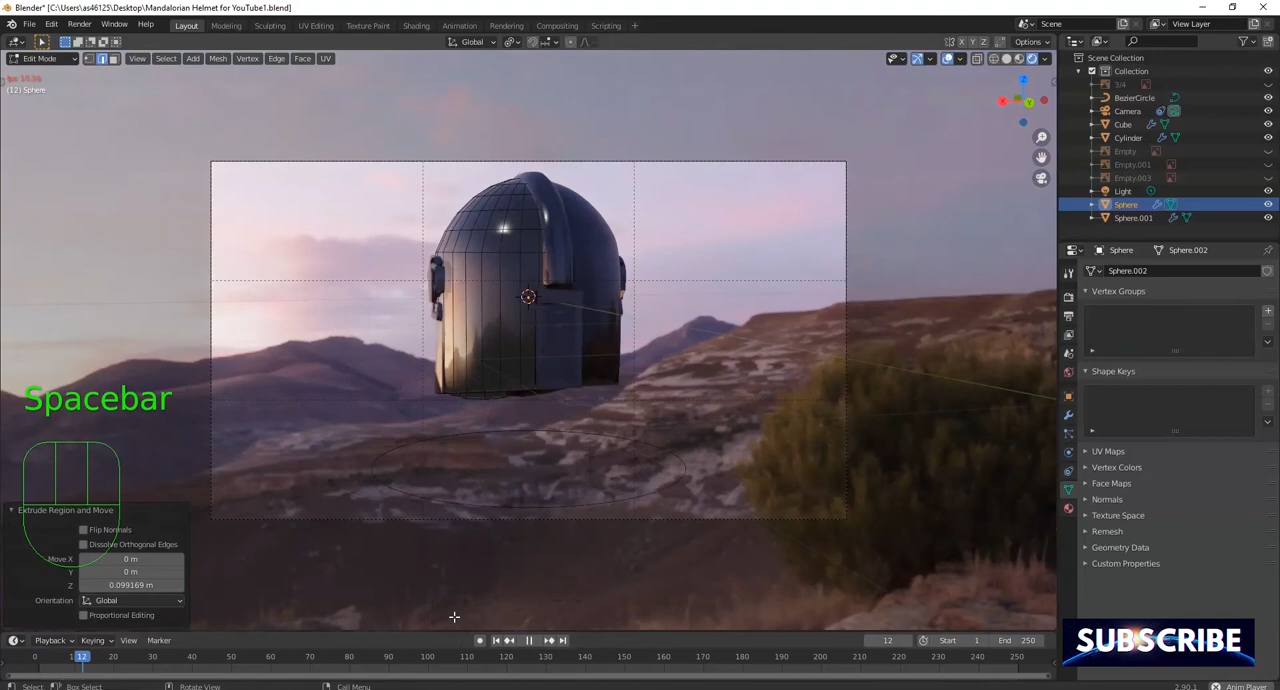 Blender* [C:\Users\as46125\Desktop\Mandalorian Helmet for YouTube1.blend]
File Edit Render Window Help Layout Modeling Sculpting UV Editing Texture Paint Shading Animation Rendering Compositing Scripting + Scene View Layer
Global X Y Z Options
Edit Mode View Select Add Mesh Vertex Edge Face UV
(12) Sphere
Scene Collection
Collection
3/4
BezierCircle
Camera
Cube
Cylinder
Empty
Empty.001
Empty.003
Light
Sphere
Sphere.001
Sphere Sphere.002
Sphere.002
Vertex Groups
Shape Keys
UV Maps
Vertex Colors
Face Maps
Normals
Texture Space
Remesh
Geometry Data
Custom Properties
Spacebar
Extrude Region and Move
Flip Normals
Dissolve Orthogonal Edges
Move X 0 m
Y 0 m
Z 0.099169 m
Orientation Global
Proportional Editing
Playback Keying View Marker 12 Start 1 End 250
0 12 20 30 40 50 60 70 80 90 100 110 120 130 140 150 160 170 180 190 200 210 220 230 240 250
SUBSCRIBE
Select Box Select Rotate View Call Menu 2.90.1 Anim Player